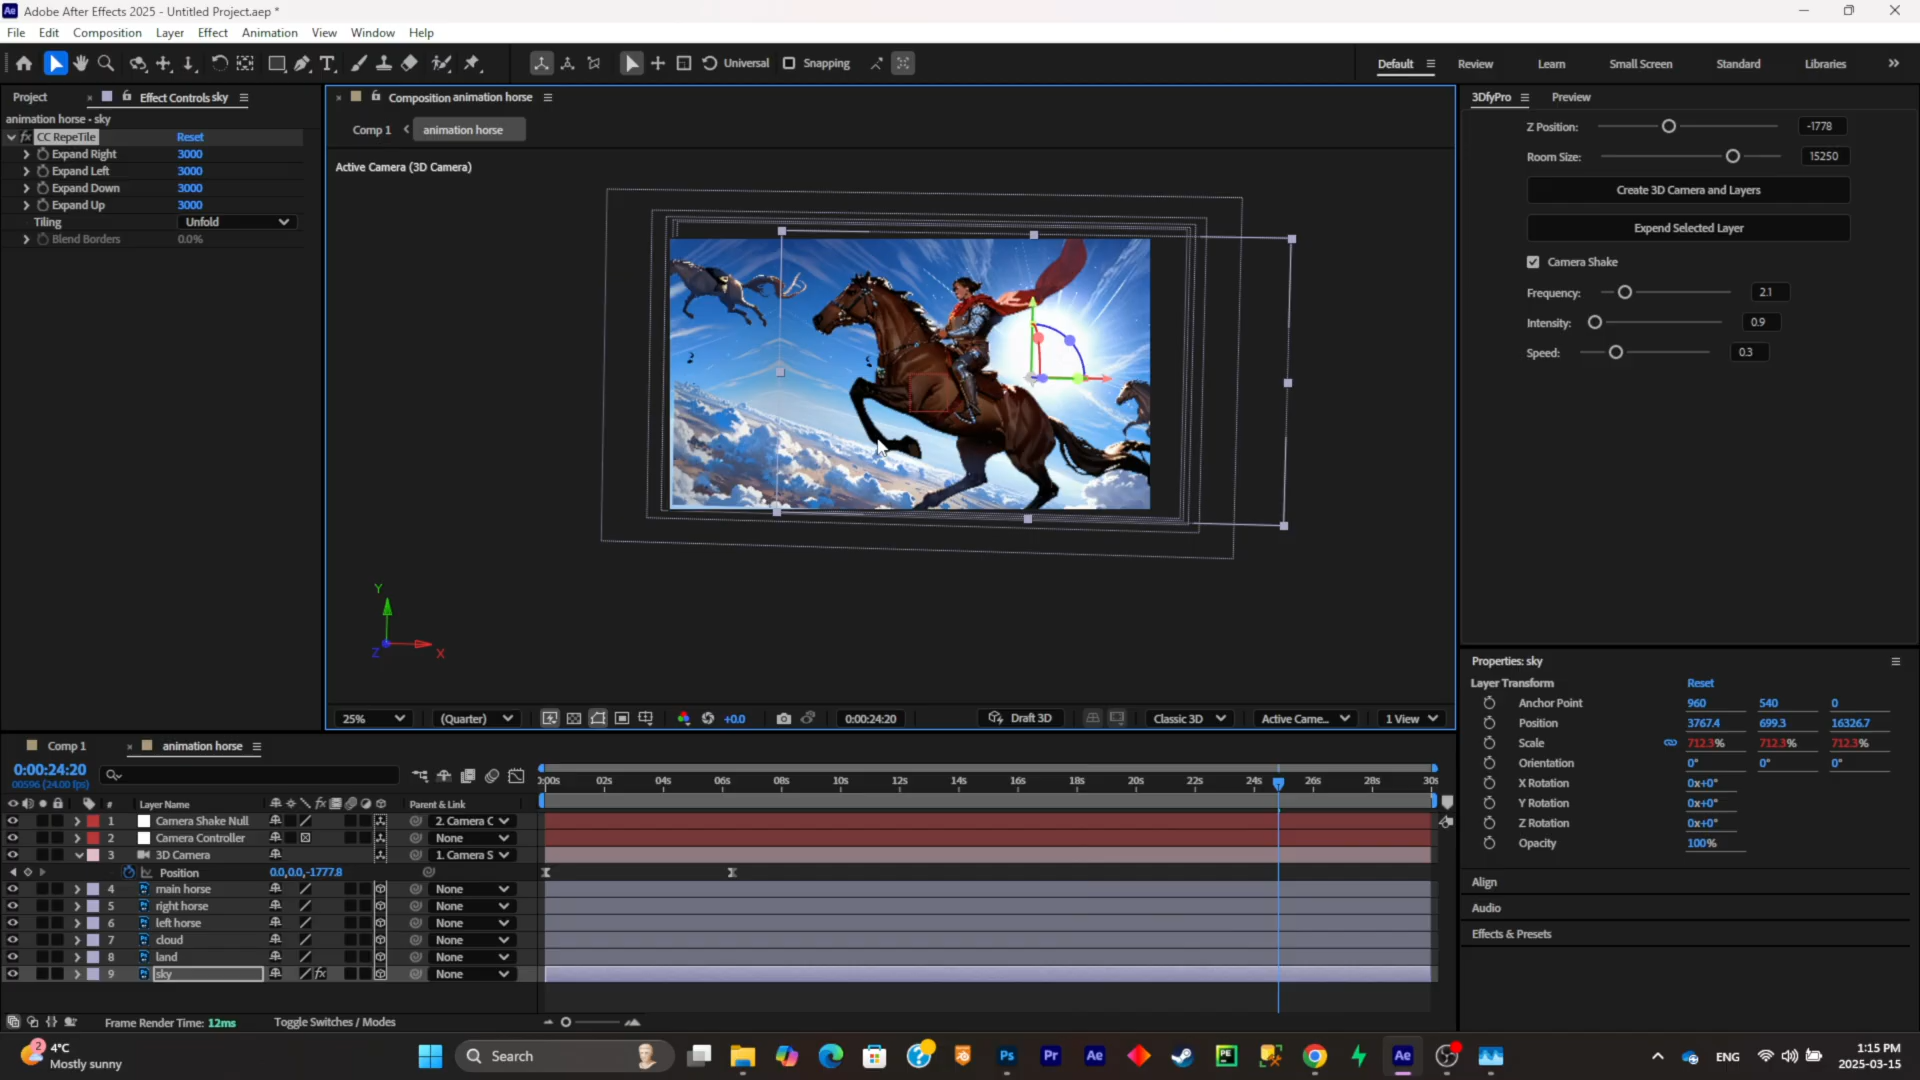 Adobe After Effects 2025 - Untitled Project.aep *
File Edit Composition Layer Effect Animation View Window Help
Universal Snapping Default Review Learn Small Screen Standard Libraries
Project Effect Controls sky
animation horse • sky
fx CC RepeTile Reset
Expand Right 3000
Expand Left 3000
Expand Down 3000
Expand Up 3000
Tiling Unfold
Blend Borders 0.0%
Composition animation horse
Comp 1 animation horse
Active Camera (3D Camera)
Y
Z X
25% (Quarter) +0.0 0:00:24:20 Draft 3D Classic 3D Active Came... 1 View
3DfyPro Preview
Z Position: -1778
Room Size: 15250
Create 3D Camera and Layers
Expend Selected Layer
Camera Shake
Frequency: 2.1
Intensity: 0.9
Speed: 0.3
Properties: sky
Layer Transform Reset
Anchor Point 960 540 0
Position 3767.4 699.3 16326.7
Scale 712.3% 712.3% 712.3%
Orientation 0° 0° 0°
X Rotation 0x+0°
Y Rotation 0x+0°
Z Rotation 0x+0°
Opacity 100%
Align
Audio
Effects & Presets
Comp 1 animation horse
0:00:24:20
00596 (24.00 fps)
):00s 02s 04s 06s 08s 10s 12s 14s 16s 18s 20s 22s 24s 26s 28s 30s
# Layer Name fx Parent & Link
1 Camera Shake Null 2. Camera C
2 Camera Controller None
3 3D Camera 1. Camera S
Position 0.0,0.0,-1777.8
4 main horse None
5 right horse None
6 left horse None
7 cloud None
8 land None
9 sky fx None
Frame Render Time: 12ms Toggle Switches / Modes
2 4°C
Mostly sunny
Search
Ps Pr Ae PE Ae
ENG
1:15 PM
2025-03-15